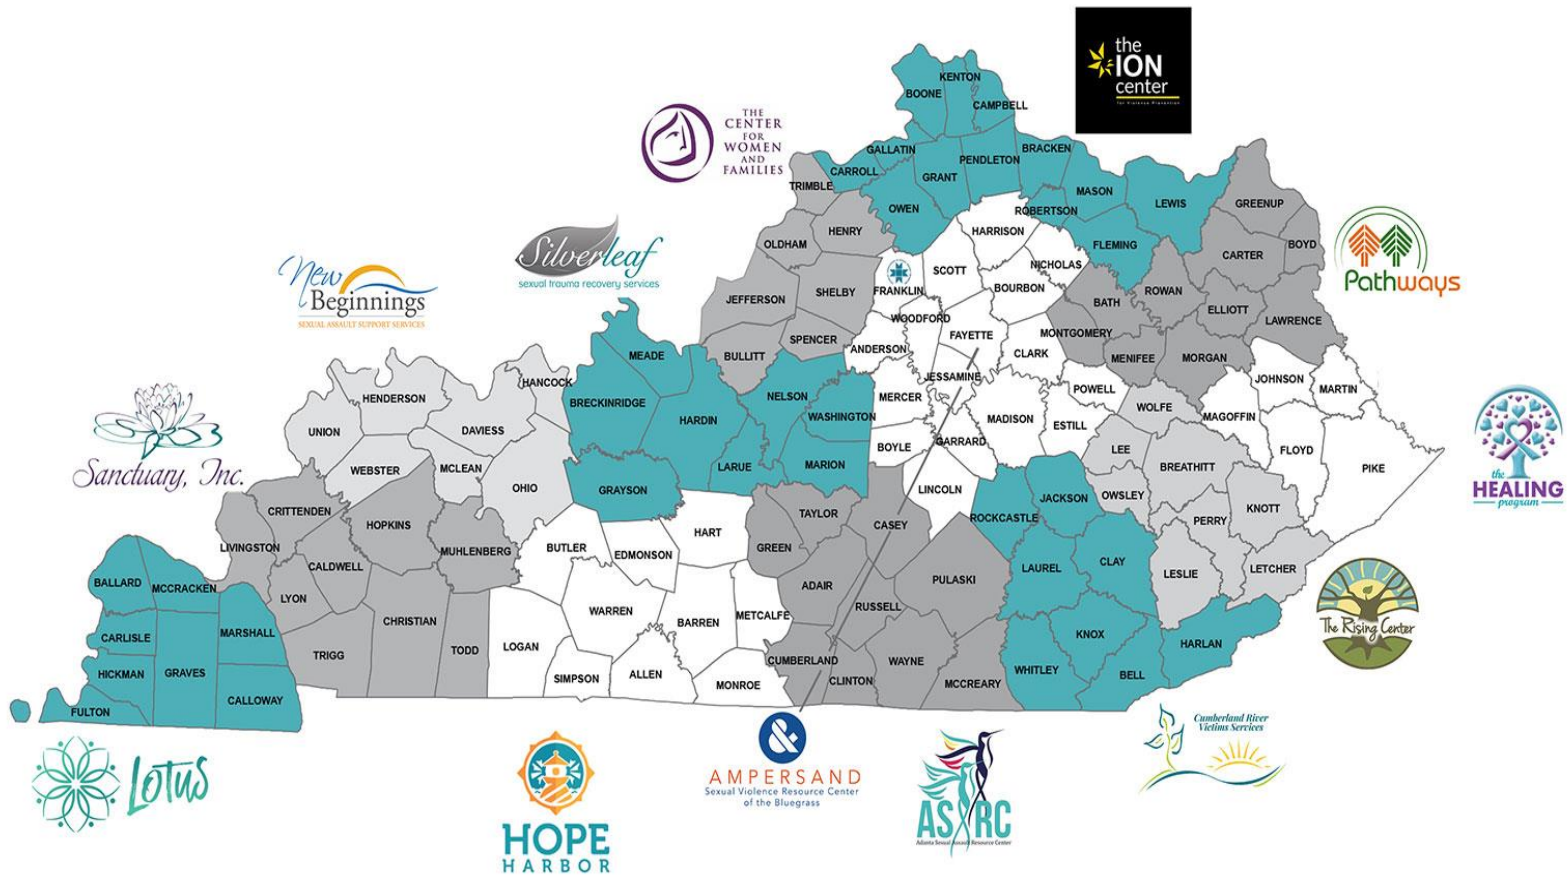 the
ION
center
for Violence Prevention
THE
CENTER
FOR
WOMEN
AND
FAMILIES
KENTON
BOONE
CAMPBELL
GALLATIN
BRACKEN
PENDLETON
CARROLL
GRANT
TRIMBLE
MASON
LEWIS
GREENUP
OWEN
ROBERTSON
HENRY
HARRISON
OLDHAM
FLEMING
BOYD
CARTER
Pathways
Silverleaf
sexual trauma recovery services
New
Beginnings
SEXUAL ASSAULT SUPPORT SERVICES
SCOTT
NICHOLAS
FRANKLIN
BOURBON
SHELBY
JEFFERSON
BATH
ROWAN
ELLIOTT
LAWRENCE
WOODFORD
FAYETTE
MONTGOMERY
SPENCER
ANDERSON
CLARK
BULLITT
MENIFEE
MORGAN
MEADE
JESSAMINE
JOHNSON
MARTIN
HANCOCK
HENDERSON
BRECKINRIDGE
NELSON
MERCER
POWELL
WOLFE
WASHINGTON
MAGOFFIN
HARDIN
MADISON
ESTILL
UNION
DAVIESS
GARRARD
BOYLE
LEE
FLOYD
PIKE
WEBSTER
MCLEAN
LARUE
MARION
BREATHITT
Sanctuary, Inc.
the
HEALING
program
OHIO
GRAYSON
LINCOLN
JACKSON
OWSLEY
CRITTENDEN
TAYLOR
CASEY
ROCKCASTLE
KNOTT
HOPKINS
HART
PERRY
LIVINGSTON
MUHLENBERG
BUTLER
EDMONSON
GREEN
CALDWELL
LAUREL
CLAY
LESLIE
LETCHER
BALLARD
MCCRACKEN
LYON
ADAIR
PULASKI
WARREN
METCALFE
RUSSELL
CHRISTIAN
BARREN
The Rising Center
CARLISLE
MARSHALL
KNOX
HARLAN
TRIGG
TODD
LOGAN
CUMBERLAND
WAYNE
HICKMAN
GRAVES
SIMPSON
ALLEN
MONROE
CLINTON
MCCREARY
WHITLEY
BELL
CALLOWAY
FULTON
Lotus
HOPE
HARBOR
&
AMPERSAND
Sexual Violence Resource Center
of the Bluegrass
ASRC
Adanta Sexual Assault Resource Center
Cumberland River
Victims Services